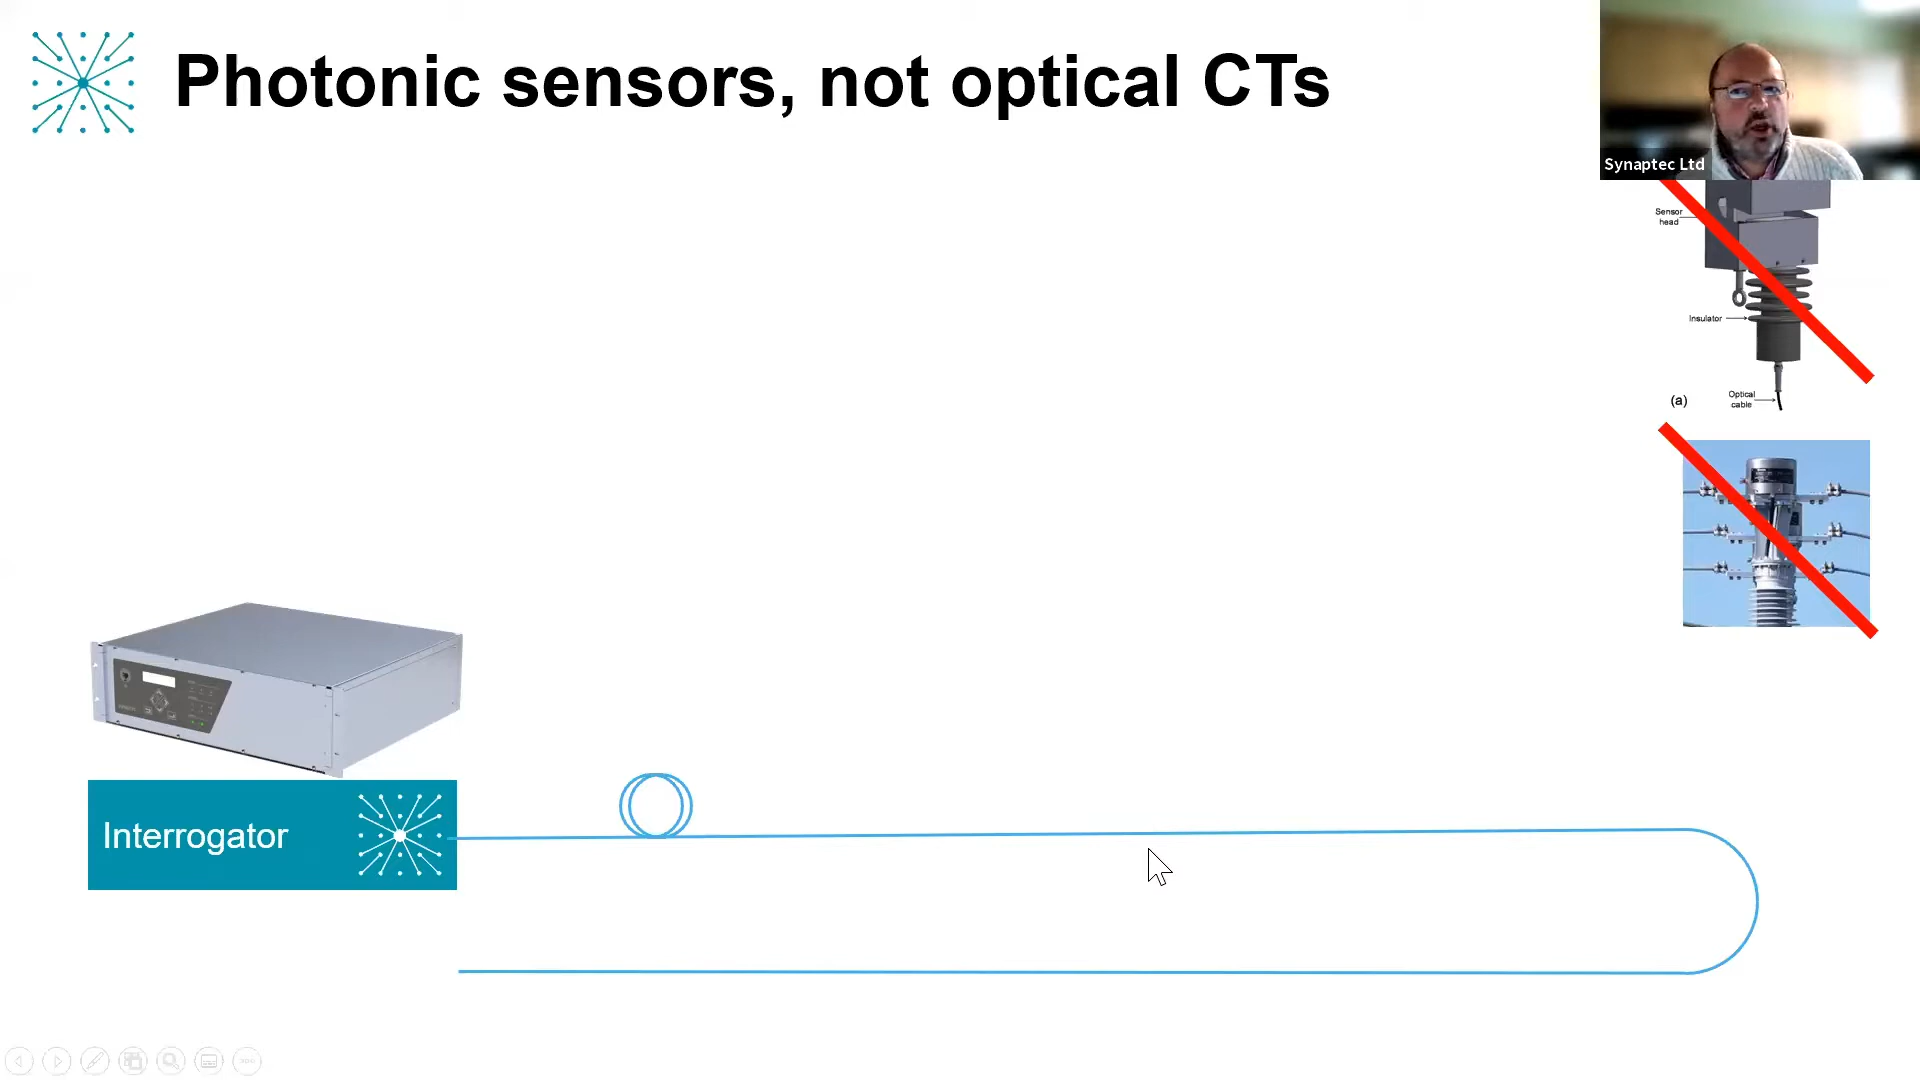 Photonic sensors, not optical CTs
Synaptec Ltd
Sensor
head
Insulator
Optical
cable
(a)
Interrogator